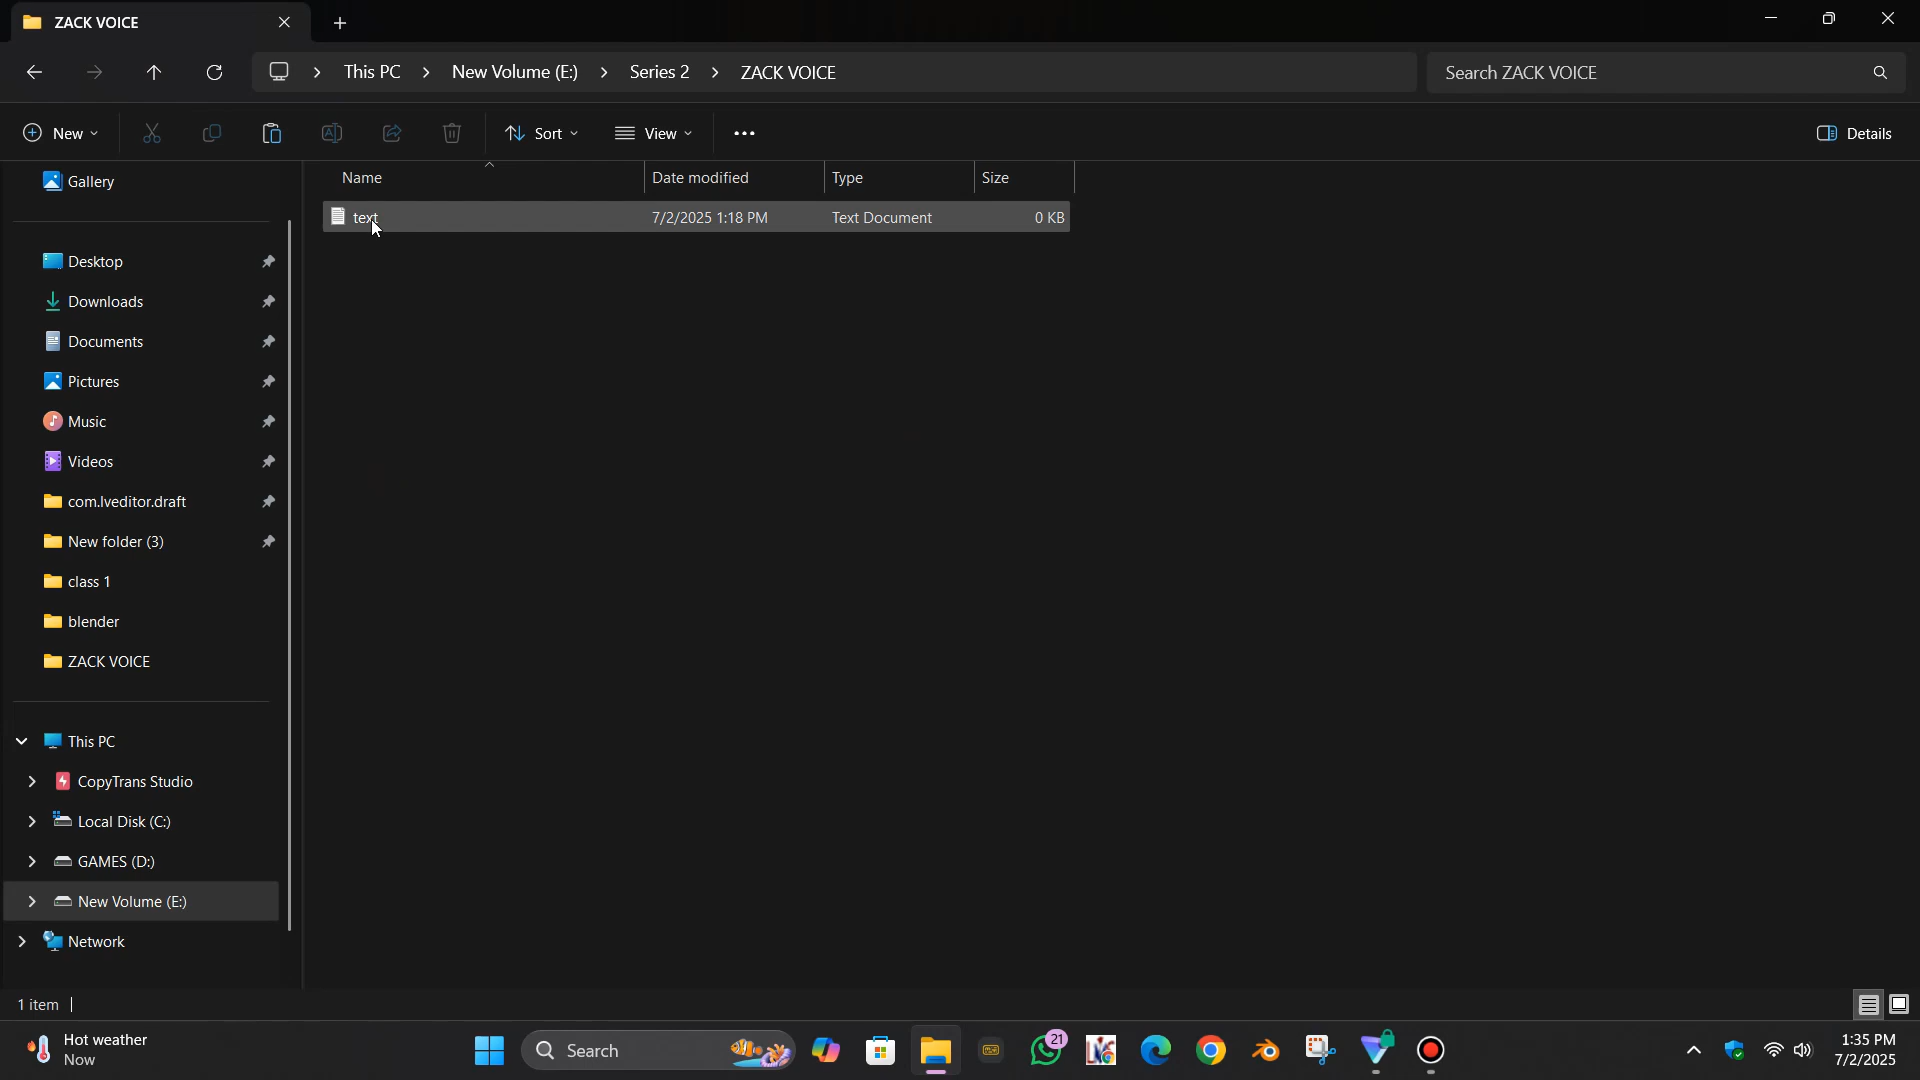 ZACK VOICE
This PC > New Volume (E:) > Series 2 > ZACK VOICE
Search ZACK VOICE
New
Sort
View
Details
Gallery
Desktop
Downloads
Documents
Pictures
Music
Videos
com.lveditor.draft
New folder (3)
class 1
blender
ZACK VOICE
This PC
CopyTrans Studio
Local Disk (C:)
GAMES (D:)
New Volume (E:)
Network
Name Date modified Type Size
text 7/2/2025 1:18 PM Text Document 0 KB
1 item
Hot weather
Now
Search
21
1:35 PM
7/2/2025